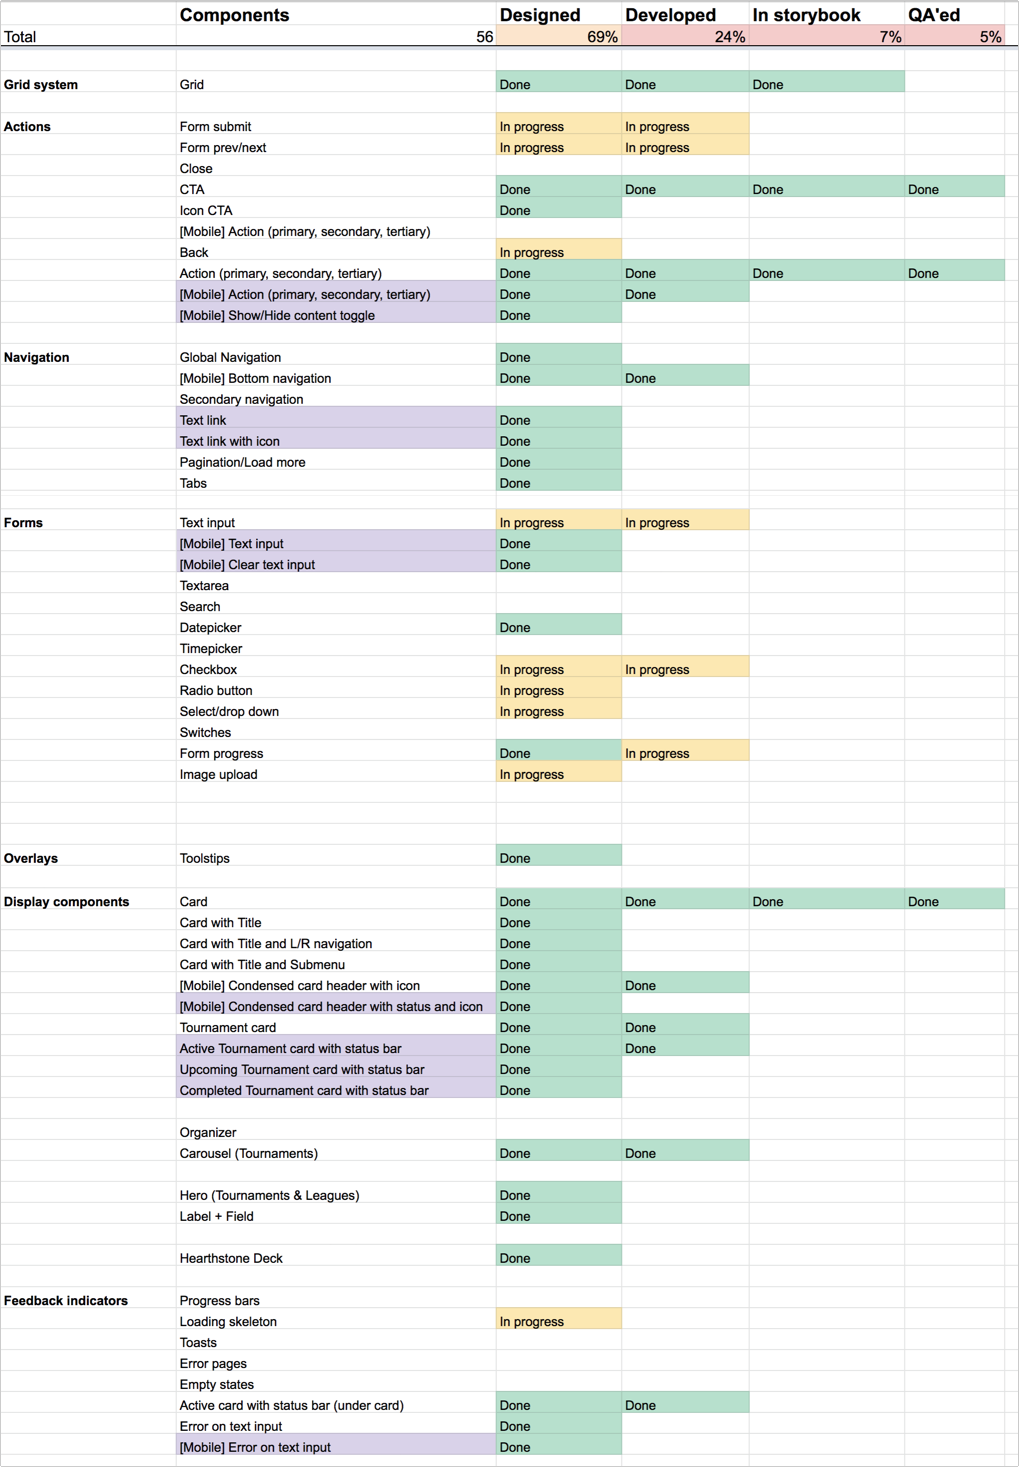 Components Designed Developed In storybook QA'ed
Total 56 69% 24% 7% 5%
Grid system Grid Done Done Done
Actions Form submit In progress In progress
Form prev/next In progress In progress
Close
CTA Done Done Done Done
Icon CTA Done
[Mobile] Action (primary, secondary, tertiary)
Back In progress
Action (primary, secondary, tertiary) Done Done Done Done
[Mobile] Action (primary, secondary, tertiary) Done Done
[Mobile] Show/Hide content toggle Done
Navigation Global Navigation Done
[Mobile] Bottom navigation Done Done
Secondary navigation
Text link Done
Text link with icon Done
Pagination/Load more Done
Tabs Done
Forms Text input In progress In progress
[Mobile] Text input Done
[Mobile] Clear text input Done
Textarea
Search
Datepicker Done
Timepicker
Checkbox In progress In progress
Radio button In progress
Select/drop down In progress
Switches
Form progress Done In progress
Image upload In progress
Overlays Toolstips Done
Display components Card Done Done Done Done
Card with Title Done
Card with Title and L/R navigation Done
Card with Title and Submenu Done
[Mobile] Condensed card header with icon Done Done
[Mobile] Condensed card header with status and icon Done
Tournament card Done Done
Active Tournament card with status bar Done Done
Upcoming Tournament card with status bar Done
Completed Tournament card with status bar Done
Organizer
Carousel (Tournaments) Done Done
Hero (Tournaments & Leagues) Done
Label + Field Done
Hearthstone Deck Done
Feedback indicators Progress bars
Loading skeleton In progress
Toasts
Error pages
Empty states
Active card with status bar (under card) Done Done
Error on text input Done
[Mobile] Error on text input Done